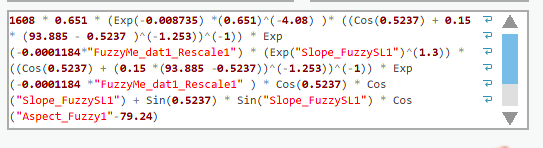 1608 * 0.651 * (Exp(-0.008735) *(0.651)^(-4.08) )* ((Cos(0.5237) + 0.15
* (93.885 - 0.5237 )^(-1.253))^(-1)) * Exp
(-0.0001184*"FuzzyMe_dat1_Rescale1") * (Exp("Slope_FuzzySL1")^(1.3)) *
((Cos(0.5237) + (0.15 *(93.885 -0.5237))^(-1.253))^(-1)) * Exp
(-0.0001184 *"FuzzyMe_dat1_Rescale1" ) * Cos(0.5237) * Cos
("Slope_FuzzySL1") + Sin(0.5237) * Sin("Slope_FuzzySL1") * Cos
("Aspect_Fuzzy1"-79.24)